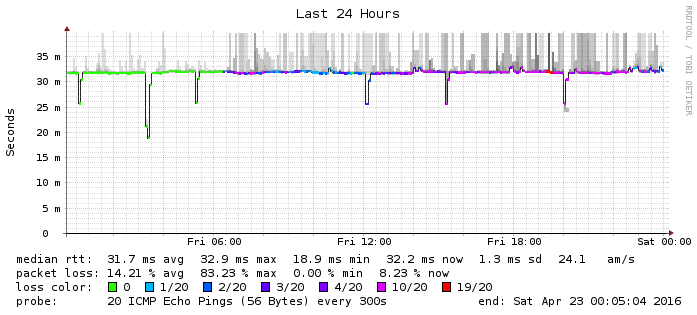 Last 24 Hours
RRDTOOL / TOBI OETIKER
Seconds
35 m
30 m
25 m
20 m
15 m
10 m
5 m
0
Fri 06:00 Fri 12:00 Fri 18:00 Sat 00:00
median rtt: 31.7 ms avg 32.9 ms max 18.9 ms min 32.2 ms now 1.3 ms sd 24.1 am/s
packet loss: 14.21 % avg 83.23 % max 0.00 % min 8.23 % now
loss color: 0 1/20 2/20 3/20 4/20 10/20 19/20
probe: 20 ICMP Echo Pings (56 Bytes) every 300s end: Sat Apr 23 00:05:04 2016